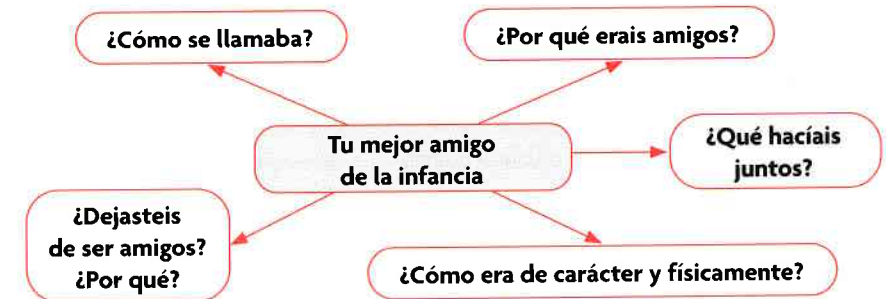 ¿Cómo se llamaba?
¿Por qué erais amigos?
Tu mejor amigo
de la infancia
¿Qué hacíais
juntos?
¿Dejasteis
de ser amigos?
¿Por qué?
¿Cómo era de carácter y físicamente?